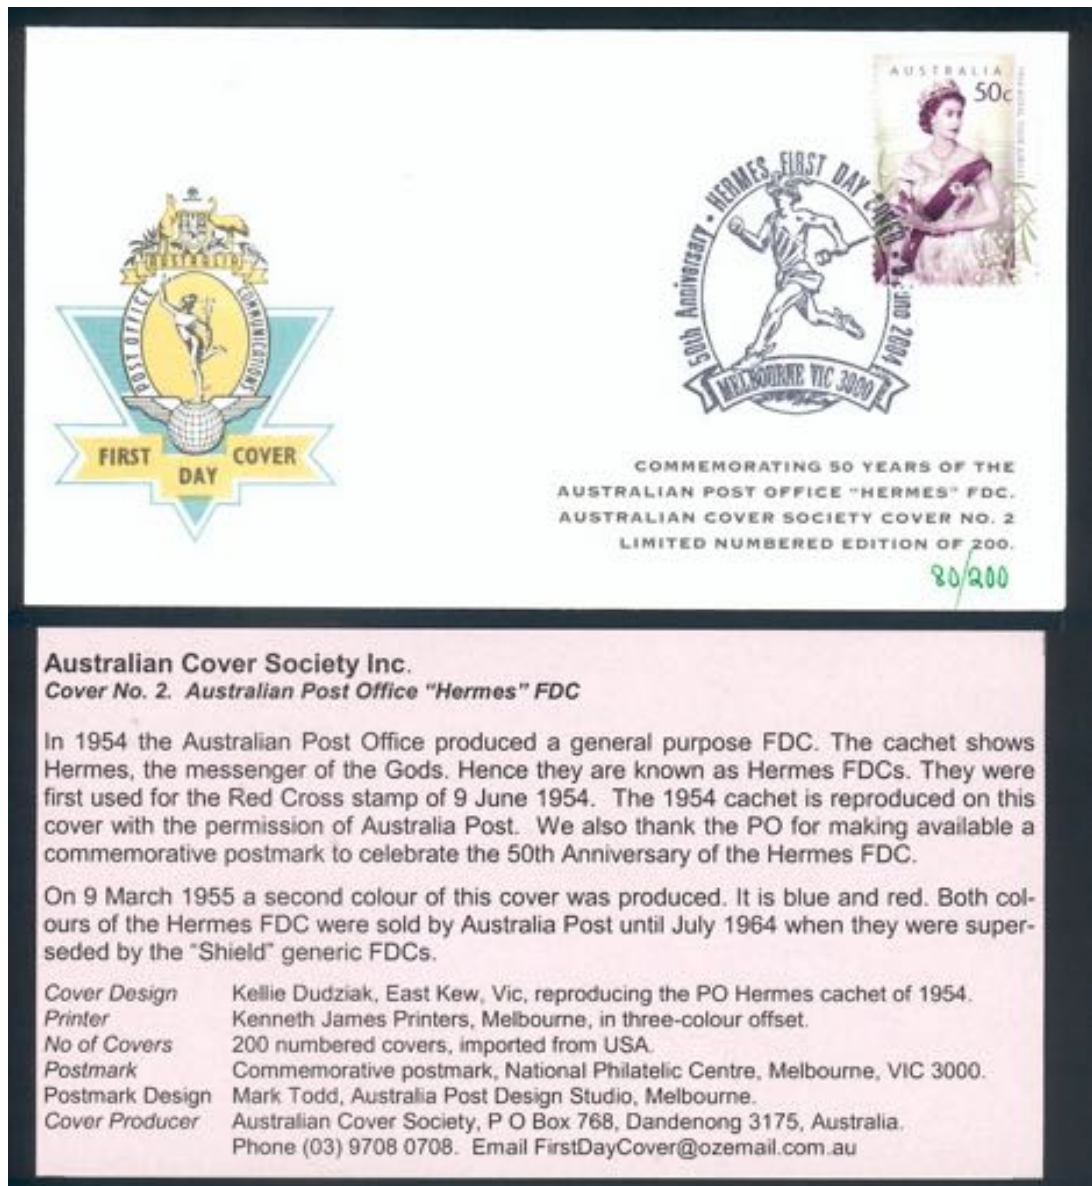 AUSTRALIA
50c
50th Anniversary • HERMES FIRST DAY COVER
2004
MELBOURNE VIC 3000
AUSTRALIA
POST OFFICE COMMUNICATIONS
FIRST DAY COVER
COMMEMORATING 50 YEARS OF THE
AUSTRALIAN POST OFFICE "HERMES" FDC.
AUSTRALIAN COVER SOCIETY COVER NO. 2
LIMITED NUMBERED EDITION OF 200.
80/200
Australian Cover Society Inc.
Cover No. 2. Australian Post Office "Hermes" FDC
In 1954 the Australian Post Office produced a general purpose FDC. The cachet shows
Hermes, the messenger of the Gods. Hence they are known as Hermes FDCs. They were
first used for the Red Cross stamp of 9 June 1954. The 1954 cachet is reproduced on this
cover with the permission of Australia Post. We also thank the PO for making available a
commemorative postmark to celebrate the 50th Anniversary of the Hermes FDC.
On 9 March 1955 a second colour of this cover was produced. It is blue and red. Both col-
ours of the Hermes FDC were sold by Australia Post until July 1964 when they were super-
seded by the "Shield" generic FDCs.
Cover Design Kellie Dudziak, East Kew, Vic, reproducing the PO Hermes cachet of 1954.
Printer Kenneth James Printers, Melbourne, in three-colour offset.
No of Covers 200 numbered covers, imported from USA.
Postmark Commemorative postmark, National Philatelic Centre, Melbourne, VIC 3000.
Postmark Design Mark Todd, Australia Post Design Studio, Melbourne.
Cover Producer Australian Cover Society, P O Box 768, Dandenong 3175, Australia.
Phone (03) 9708 0708. Email FirstDayCover@ozemail.com.au